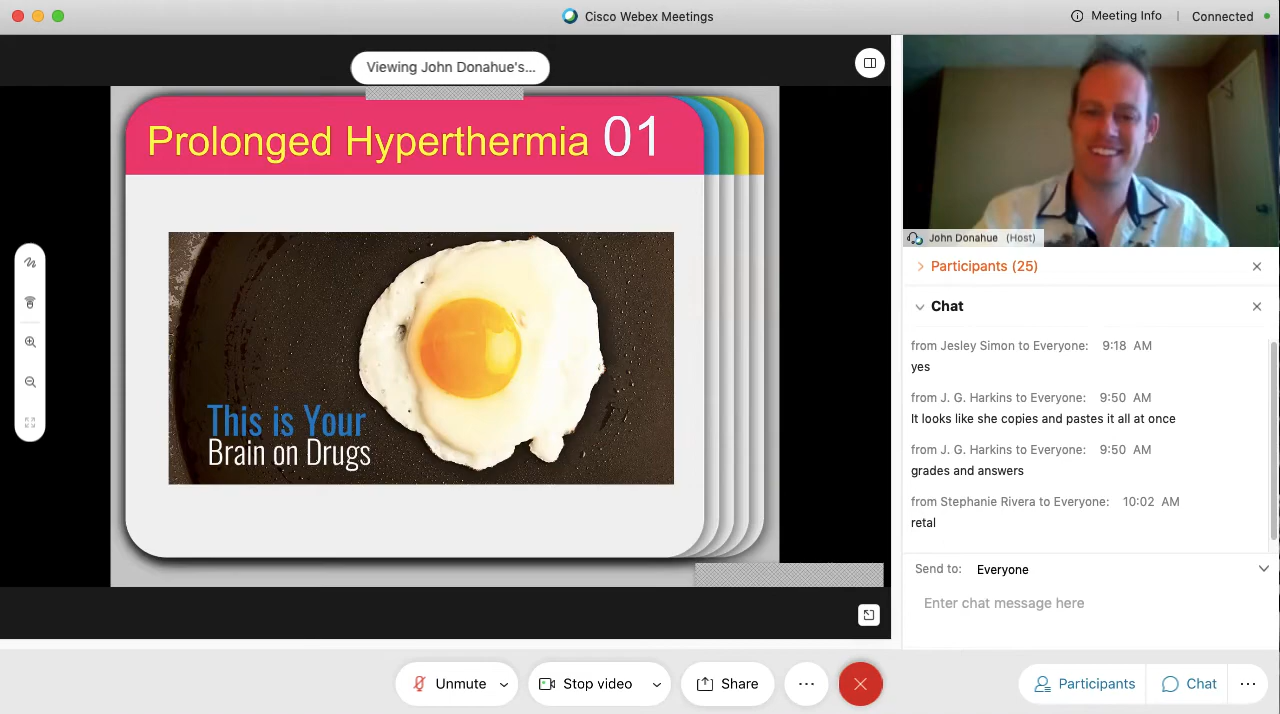 Cisco Webex Meetings
Meeting Info
Connected
Viewing John Donahue's...
Prolonged Hyperthermia 01
This is Your
Brain on Drugs
John Donahue (Host)
Participants (25)
Chat
from Jesley Simon to Everyone: 9:18 AM
yes
from J. G. Harkins to Everyone: 9:50 AM
It looks like she copies and pastes it all at once
from J. G. Harkins to Everyone: 9:50 AM
grades and answers
from Stephanie Rivera to Everyone: 10:02 AM
retal
Send to: Everyone
Enter chat message here
Unmute
Stop video
Share
Participants
Chat